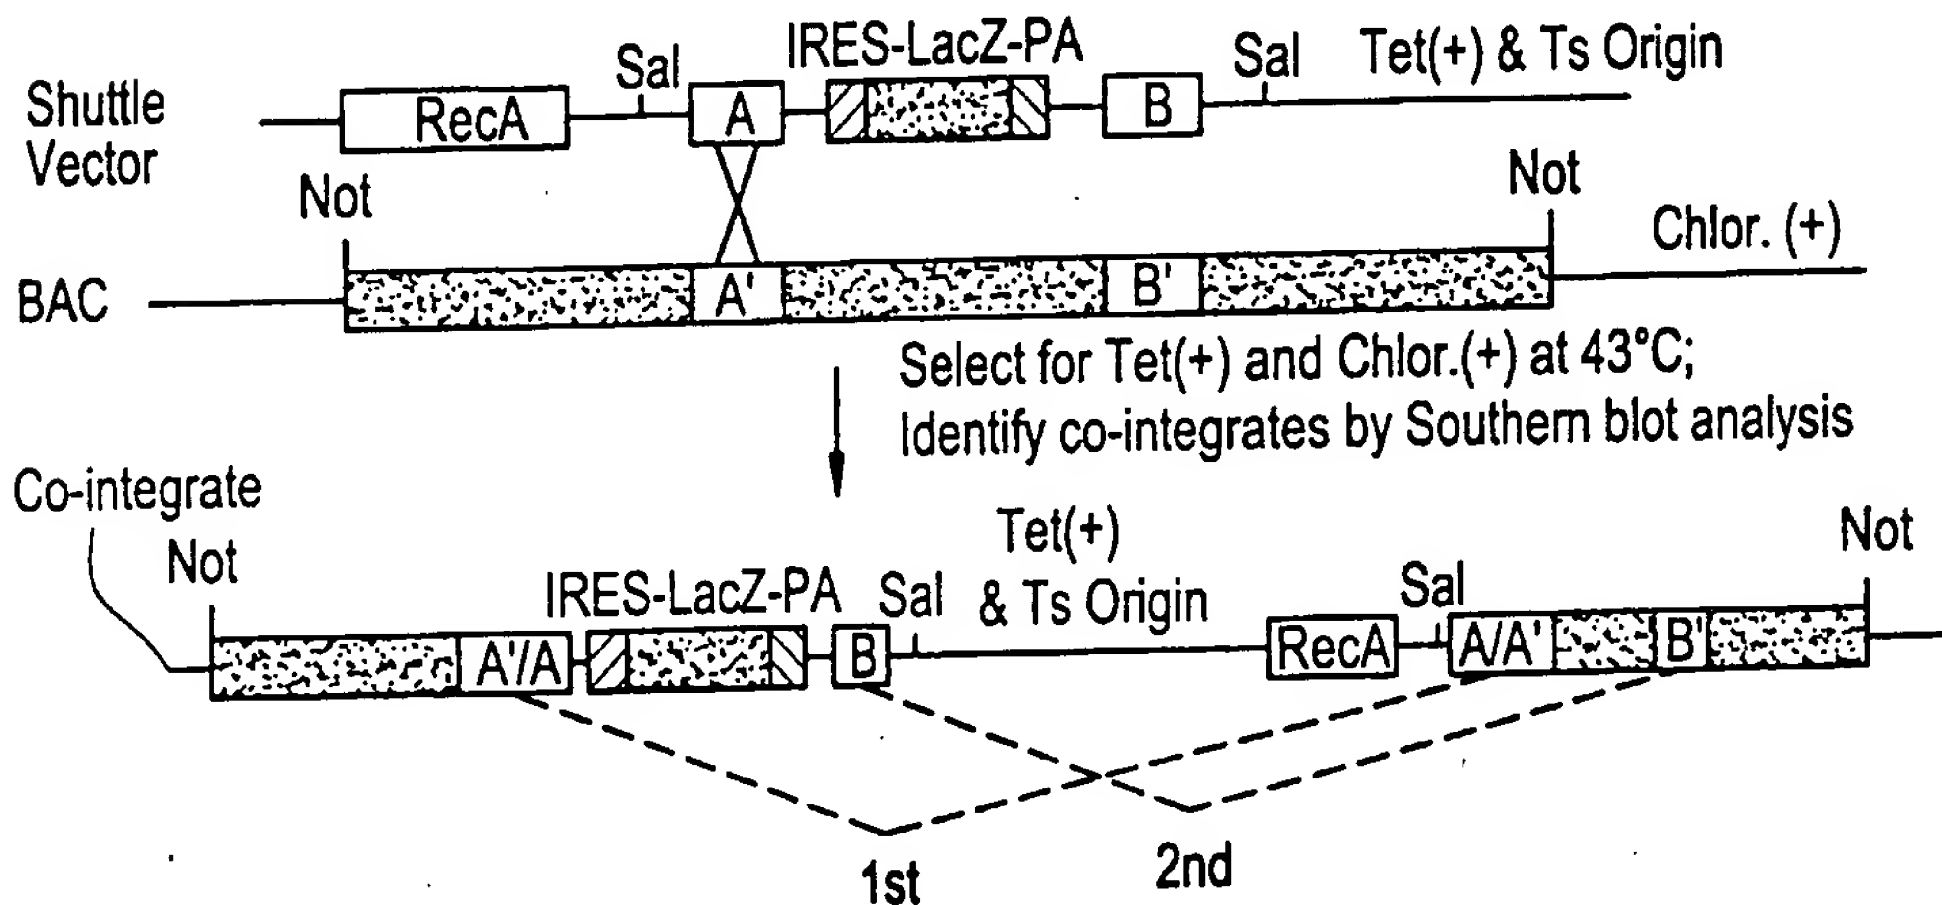 IRES-LacZ-PA
Sal
Sal
Tet(+) & Ts Origin
Shuttle
Vector
RecA
A
B
Not
Not
Chlor. (+)
BAC
A'
B'
Select for Tet(+) and Chlor.(+) at 43°C;
Identify co-integrates by Southern blot analysis
Co-integrate
Not
Tet(+)
Not
IRES-LacZ-PA
Sal
& Ts Origin
Sal
A'/A
B
RecA
A/A'
B'
1st
2nd